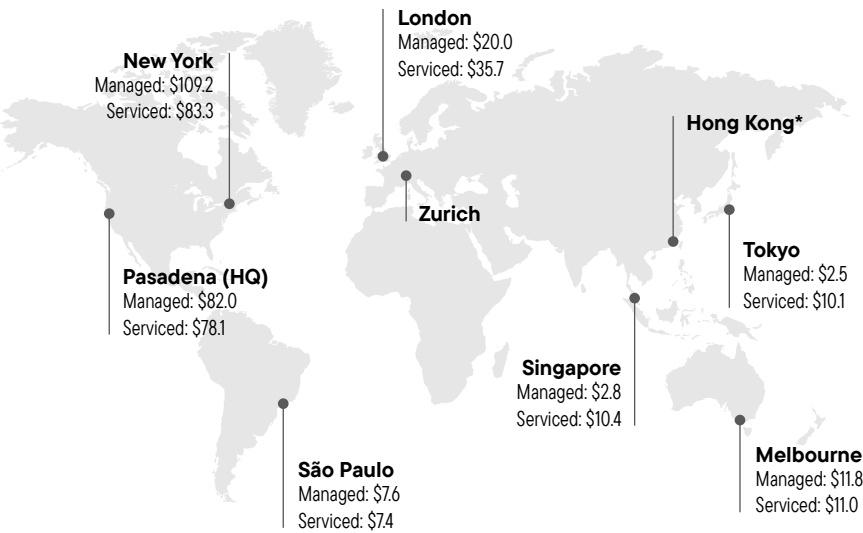 London
Managed: $20.0
Serviced: $35.7
New York
Managed: $109.2
Serviced: $83.3
Hong Kong*
Zurich
Tokyo
Managed: $2.5
Serviced: $10.1
Pasadena (HQ)
Managed: $82.0
Serviced: $78.1
Singapore
Managed: $2.8
Serviced: $10.4
Melbourne
Managed: $11.8
Serviced: $11.0
São Paulo
Managed: $7.6
Serviced: $7.4